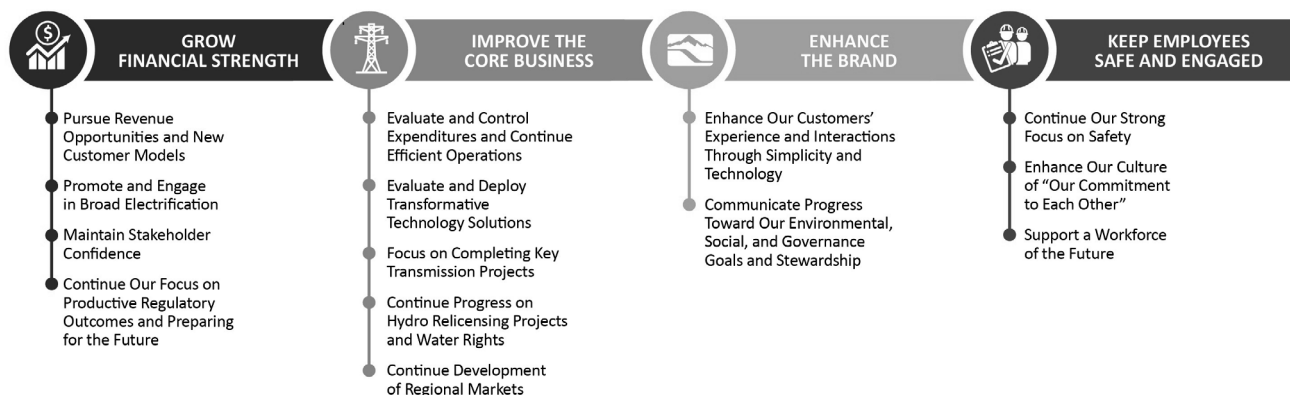 GROW
FINANCIAL STRENGTH
Pursue Revenue
Opportunities and New
Customer Models
Promote and Engage
in Broad Electrification
Maintain Stakeholder
Confidence
Continue Our Focus on
Productive Regulatory
Outcomes and Preparing
for the Future
IMPROVE THE
CORE BUSINESS
Evaluate and Control
Expenditures and Continue
Efficient Operations
Evaluate and Deploy
Transformative
Technology Solutions
Focus on Completing Key
Transmission Projects
Continue Progress on
Hydro Relicensing Projects
and Water Rights
Continue Development
of Regional Markets
ENHANCE
THE BRAND
Enhance Our Customers’
Experience and Interactions
Through Simplicity and
Technology
Communicate Progress
Toward Our Environmental,
Social, and Governance
Goals and Stewardship
KEEP EMPLOYEES
SAFE AND ENGAGED
Continue Our Strong
Focus on Safety
Enhance Our Culture
of “Our Commitment
to Each Other”
Support a Workforce
of the Future